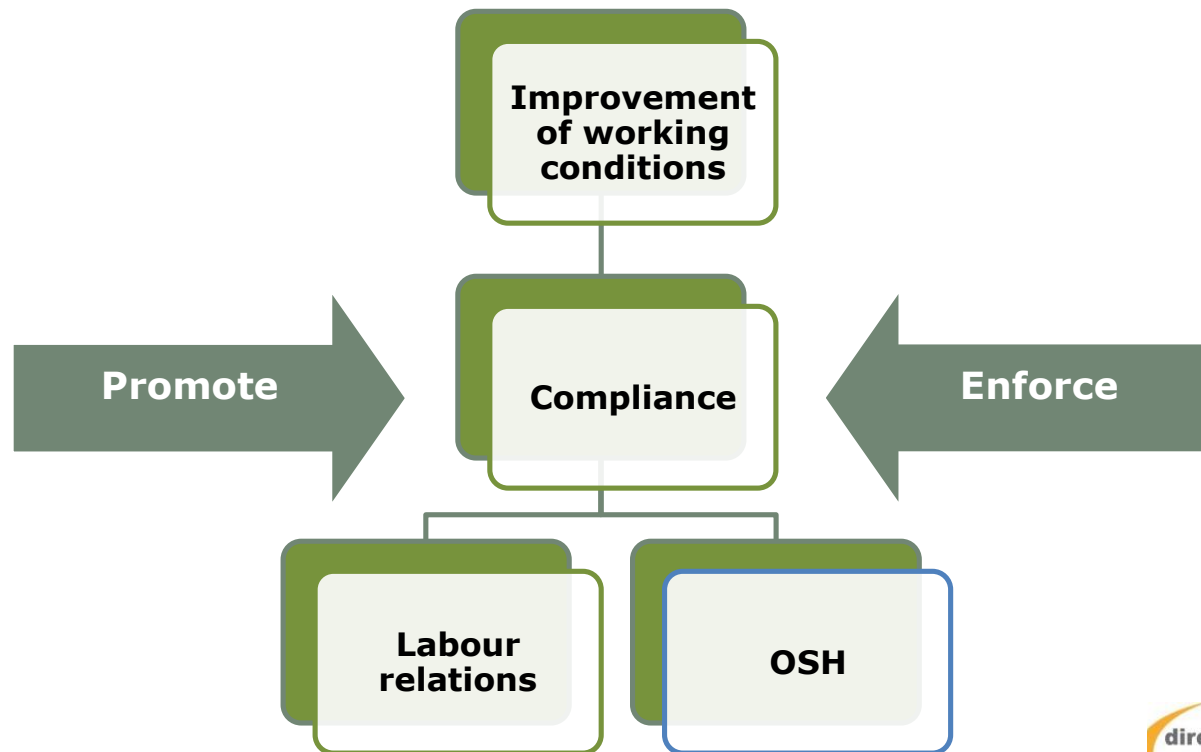 Improvement
of working
conditions
Promote
Compliance
Enforce
Labour
relations
OSH